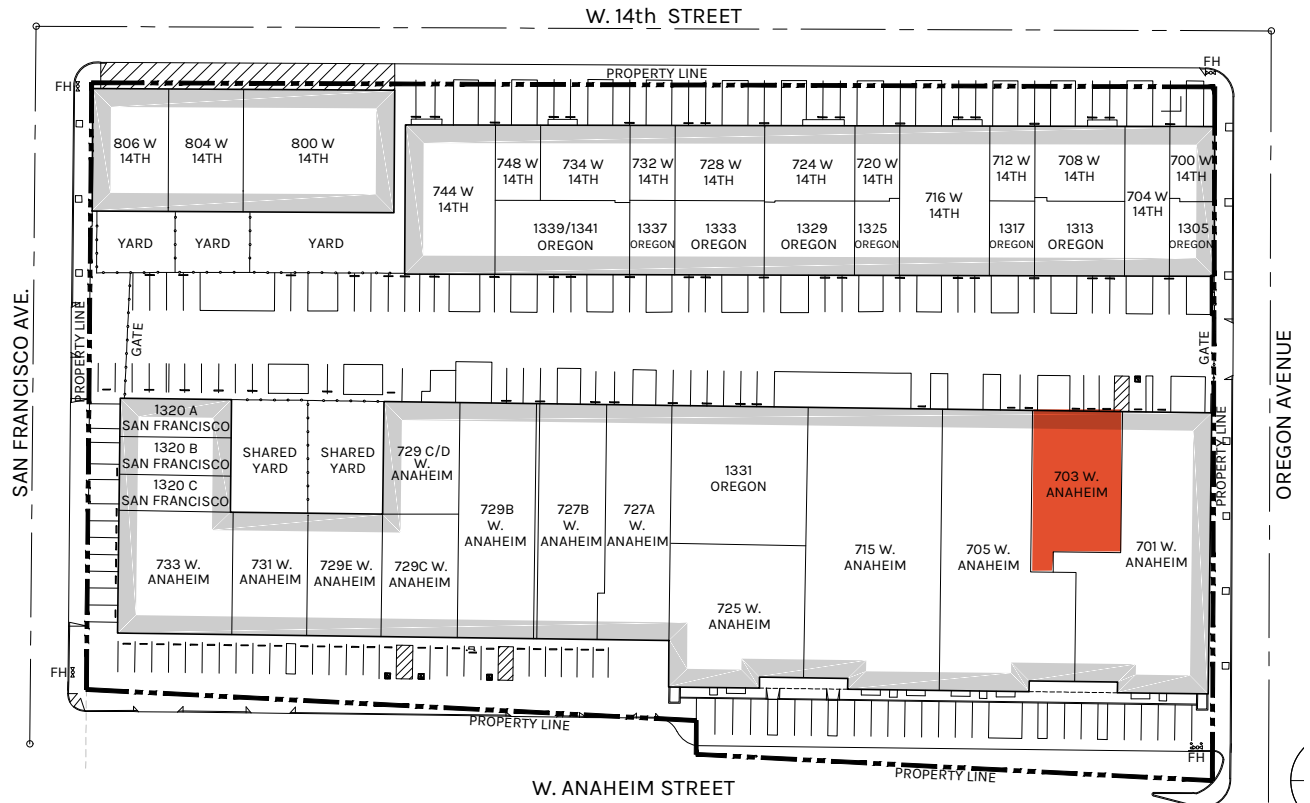 W. 14th STREET
FH
PROPERTY LINE
FH
806 W
14TH
804 W
14TH
800 W
14TH
744 W
14TH
748 W
14TH
734 W
14TH
732 W
14TH
728 W
14TH
724 W
14TH
720 W
14TH
716 W
14TH
712 W
14TH
708 W
14TH
704 W
14TH
700 W
14TH
YARD
YARD
YARD
1339/1341
OREGON
1337
OREGON
1333
OREGON
1329
OREGON
1325
OREGON
1317
OREGON
1313
OREGON
1305
OREGON
SAN FRANCISCO AVE.
PROPERTY LINE
GATE
GATE
PROPERTY LINE
OREGON AVENUE
1320 A
SAN FRANCISCO
1320 B
SAN FRANCISCO
1320 C
SAN FRANCISCO
SHARED
YARD
SHARED
YARD
729 C/D
W.
ANAHEIM
729B
W.
ANAHEIM
727B
W.
ANAHEIM
727A
W.
ANAHEIM
1331
OREGON
715 W.
ANAHEIM
705 W.
ANAHEIM
703 W.
ANAHEIM
701 W.
ANAHEIM
733 W.
ANAHEIM
731 W.
ANAHEIM
729E W.
ANAHEIM
729C W.
ANAHEIM
725 W.
ANAHEIM
FH
PROPERTY LINE
FH
PROPERTY LINE
W. ANAHEIM STREET